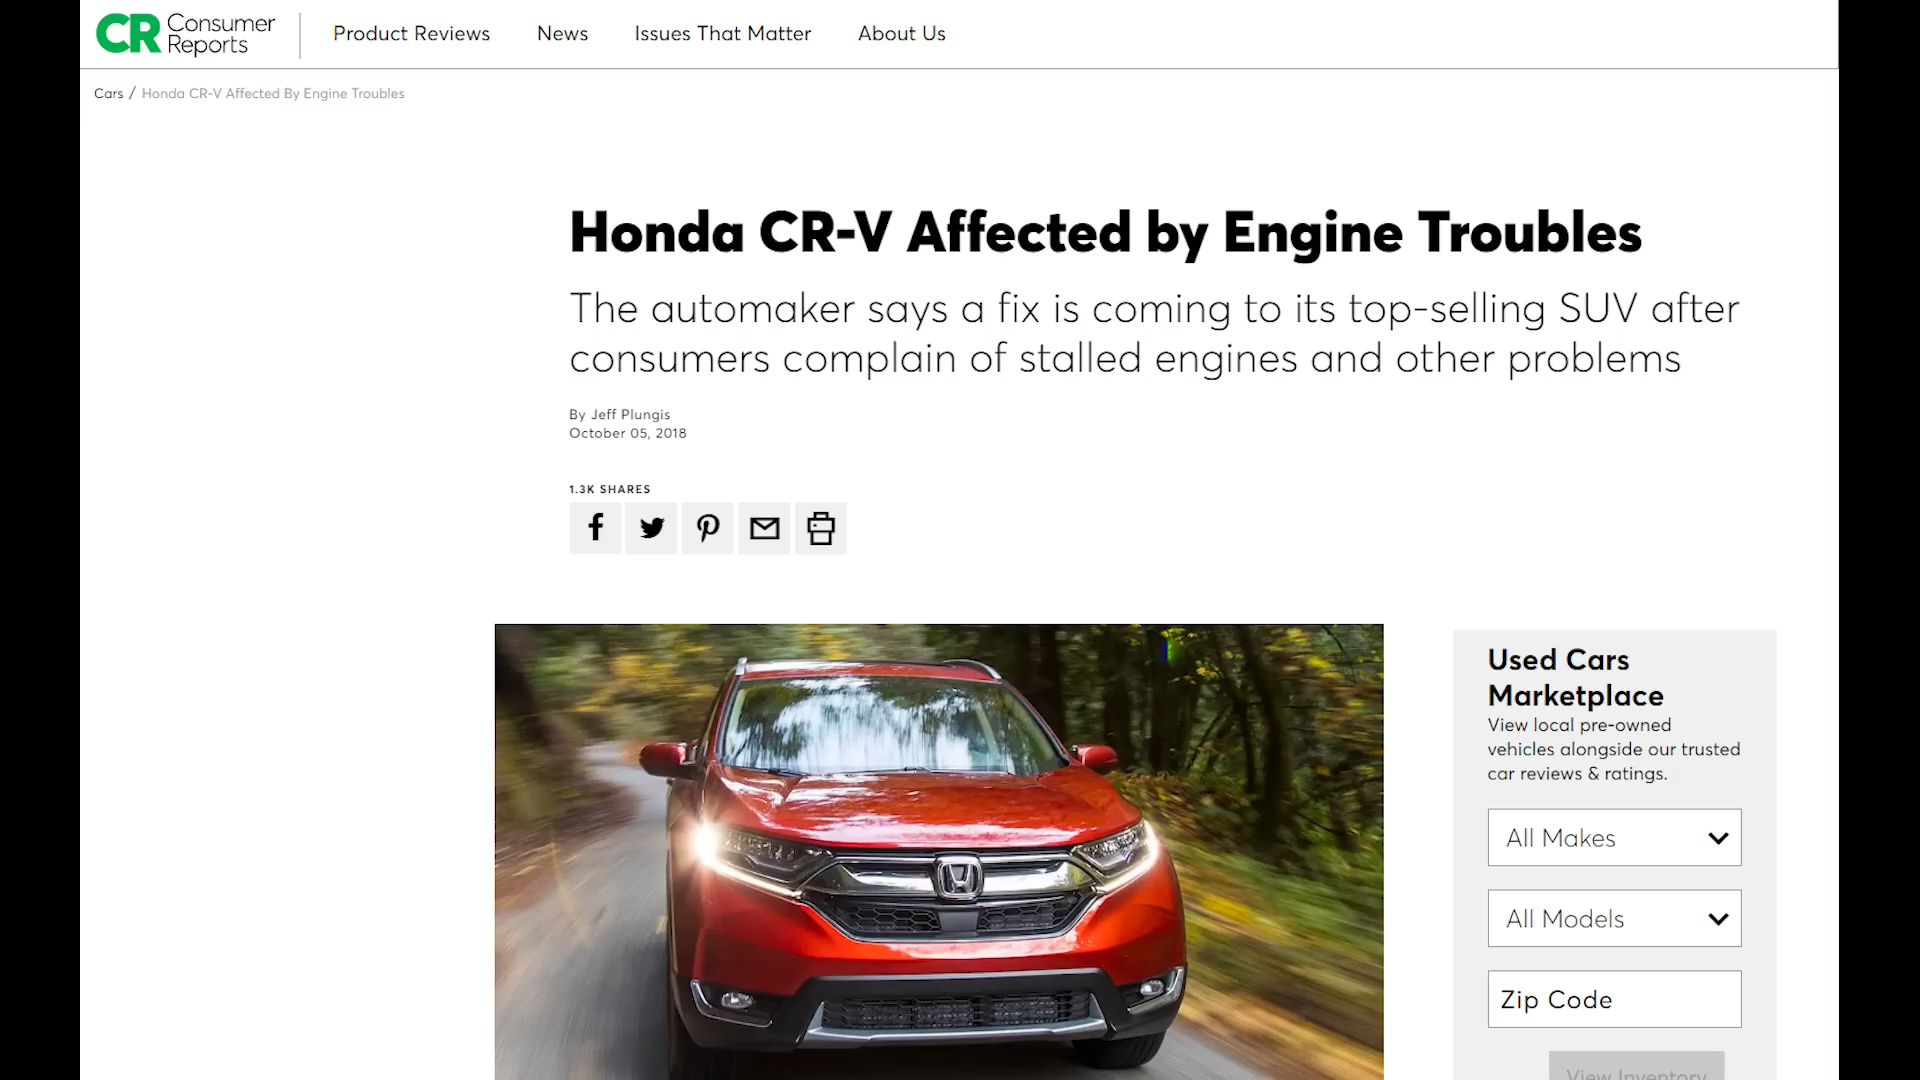 CR Consumer Reports
Product Reviews
News
Issues That Matter
About Us
Cars / Honda CR-V Affected By Engine Troubles
Honda CR-V Affected by Engine Troubles
The automaker says a fix is coming to its top-selling SUV after
consumers complain of stalled engines and other problems
By Jeff Plungis
October 05, 2018
1.3K SHARES
Used Cars
Marketplace
View local pre-owned
vehicles alongside our trusted
car reviews & ratings.
All Makes
All Models
Zip Code
View Inventory